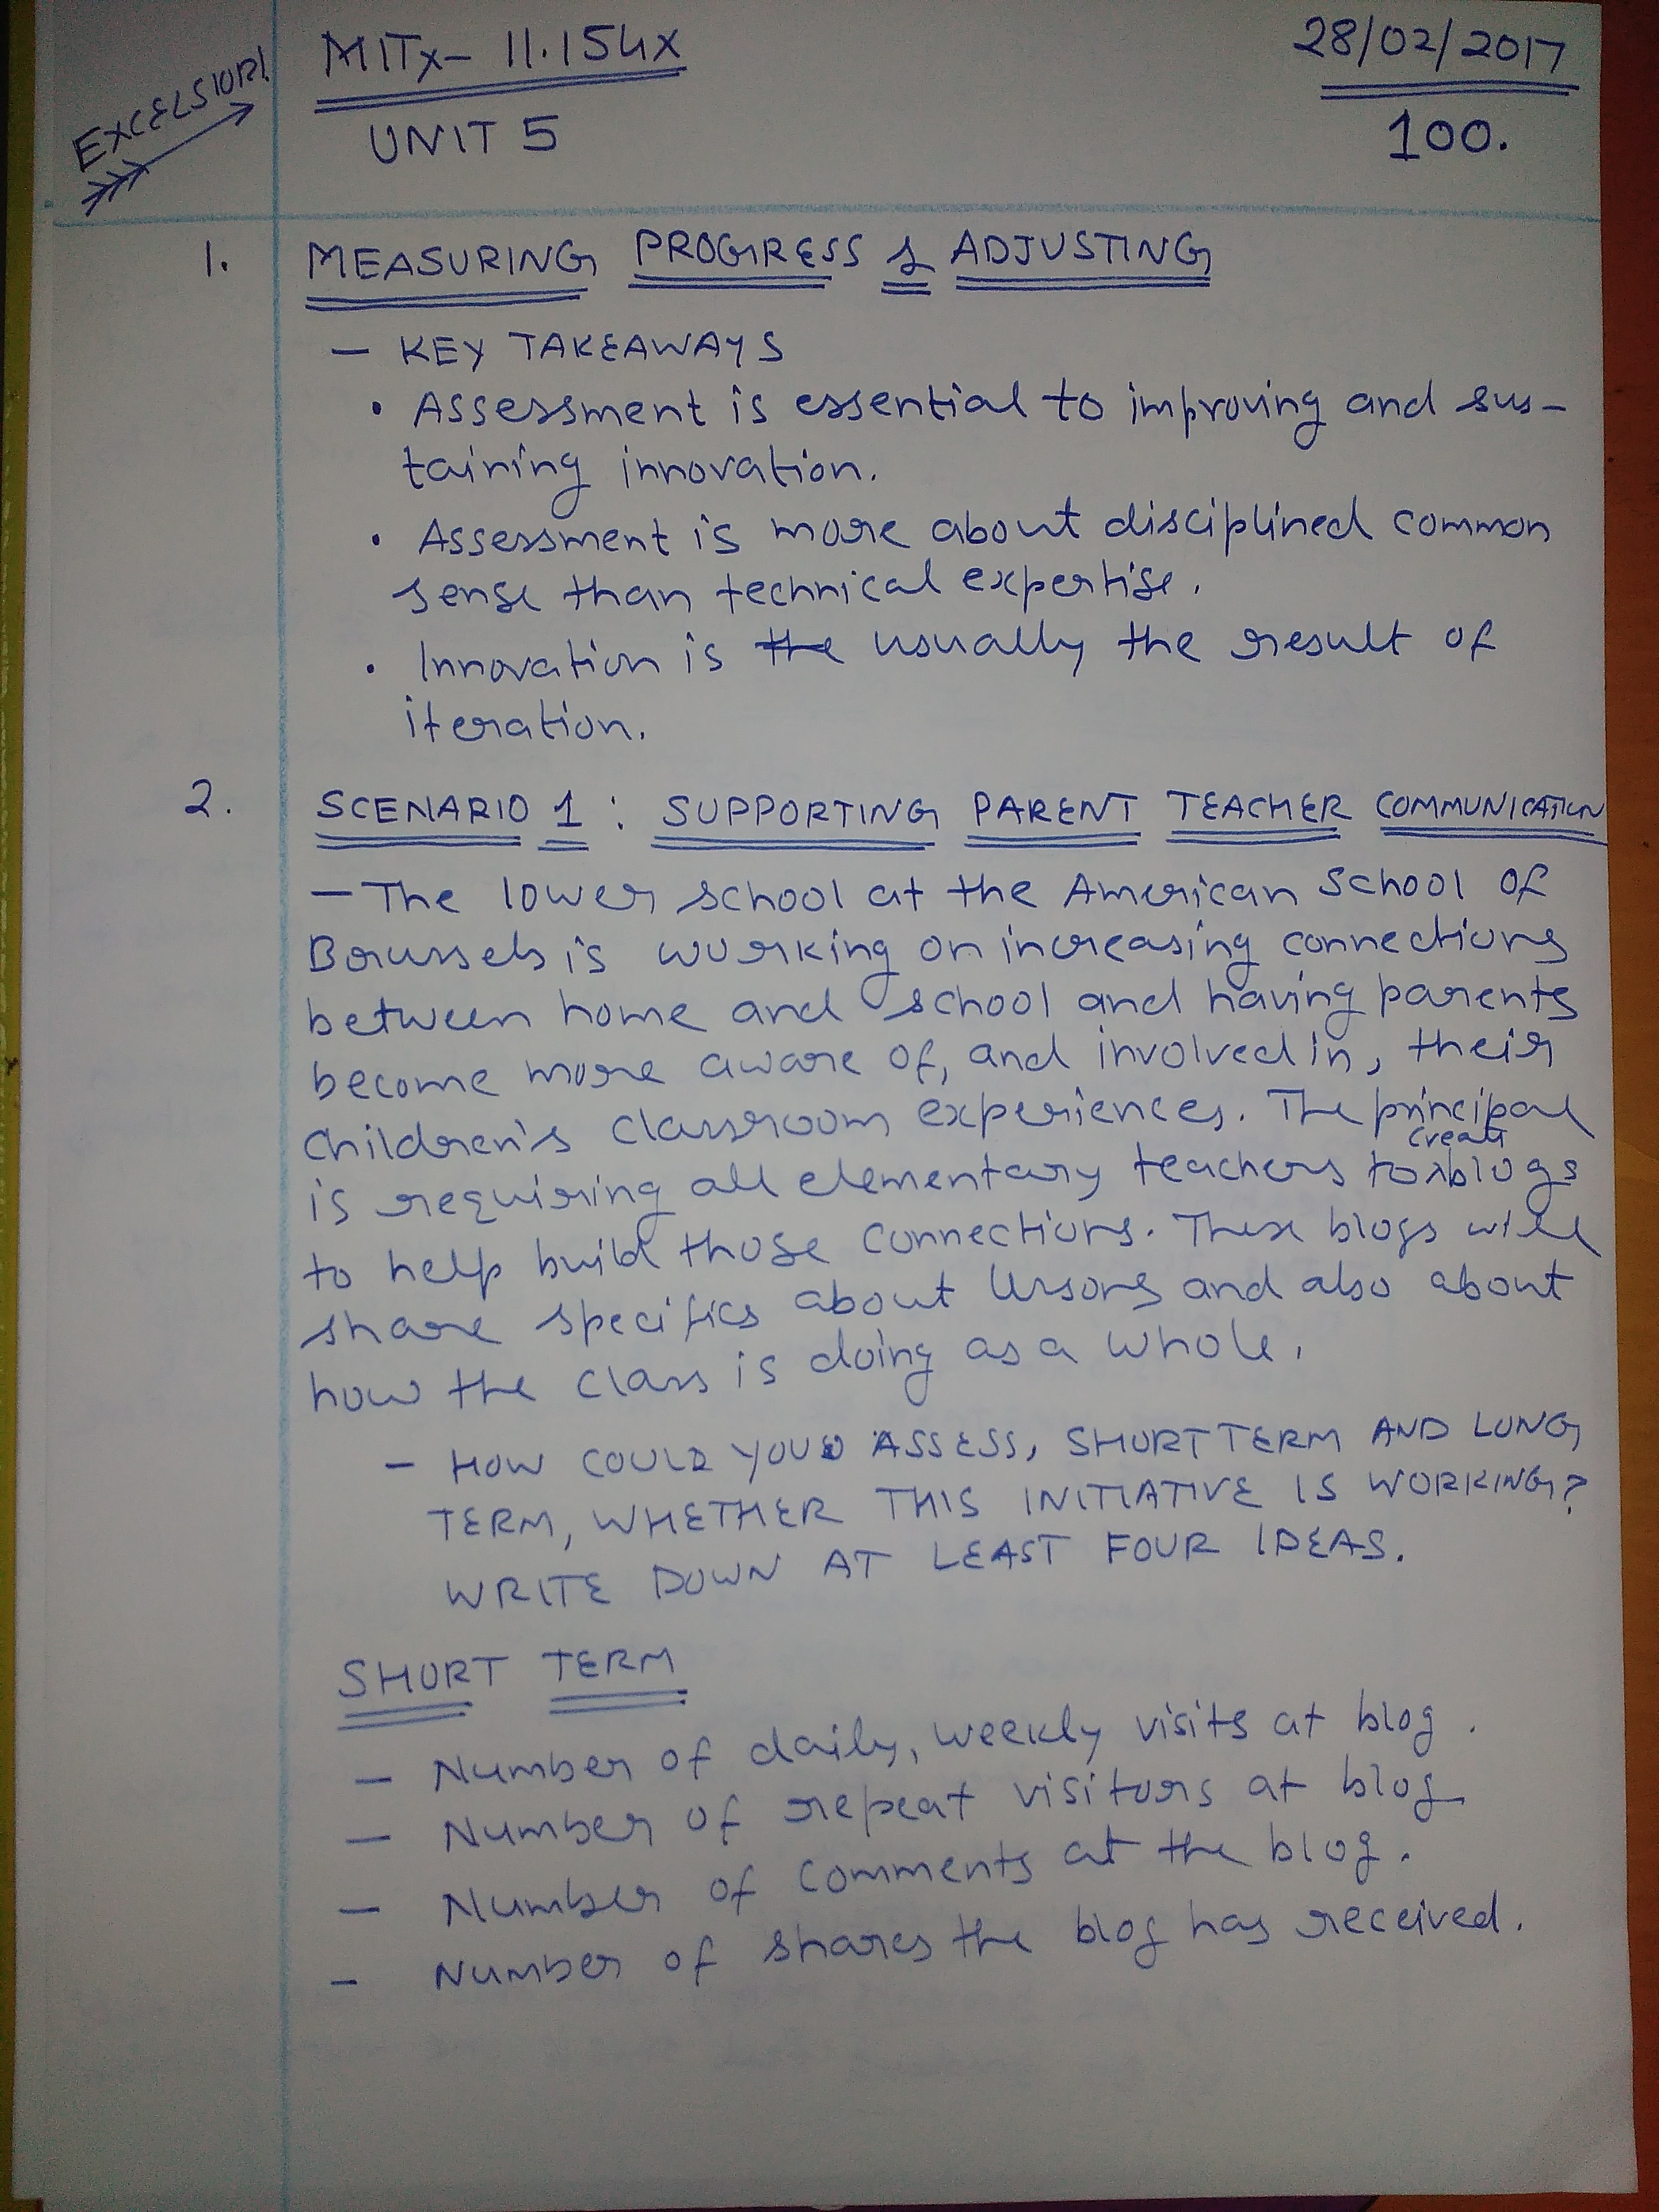 EXCELSIOR!
MITx- 11.154x
28/02/2017
UNIT 5
100.
1. MEASURING PROGRESS & ADJUSTING
- KEY TAKEAWAYS
• Assessment is essential to improving and sus-
taining innovation.
• Assessment is more about disciplined common
sense than technical expertise.
• Innovation is the usually the result of
iteration.
2. SCENARIO 1 : SUPPORTING PARENT TEACHER COMMUNICATION
- The lower school at the American School of
Brussels is working on increasing connections
between home and school and having parents
become more aware of, and involved in, their
children's classroom experiences. The principal
is requiring all elementary teachers to create blogs
to help build those connections. These blogs will
share specifics about lessons and also about
how the class is doing as a whole.
- HOW COULD YOU ASSESS, SHORT TERM AND LONG
TERM, WHETHER THIS INITIATIVE IS WORKING?
WRITE DOWN AT LEAST FOUR IDEAS.
SHORT TERM
- Number of daily, weekly visits at blog.
- Number of repeat visitors at blog
- Number of comments at the blog.
- Number of shares the blog has received.